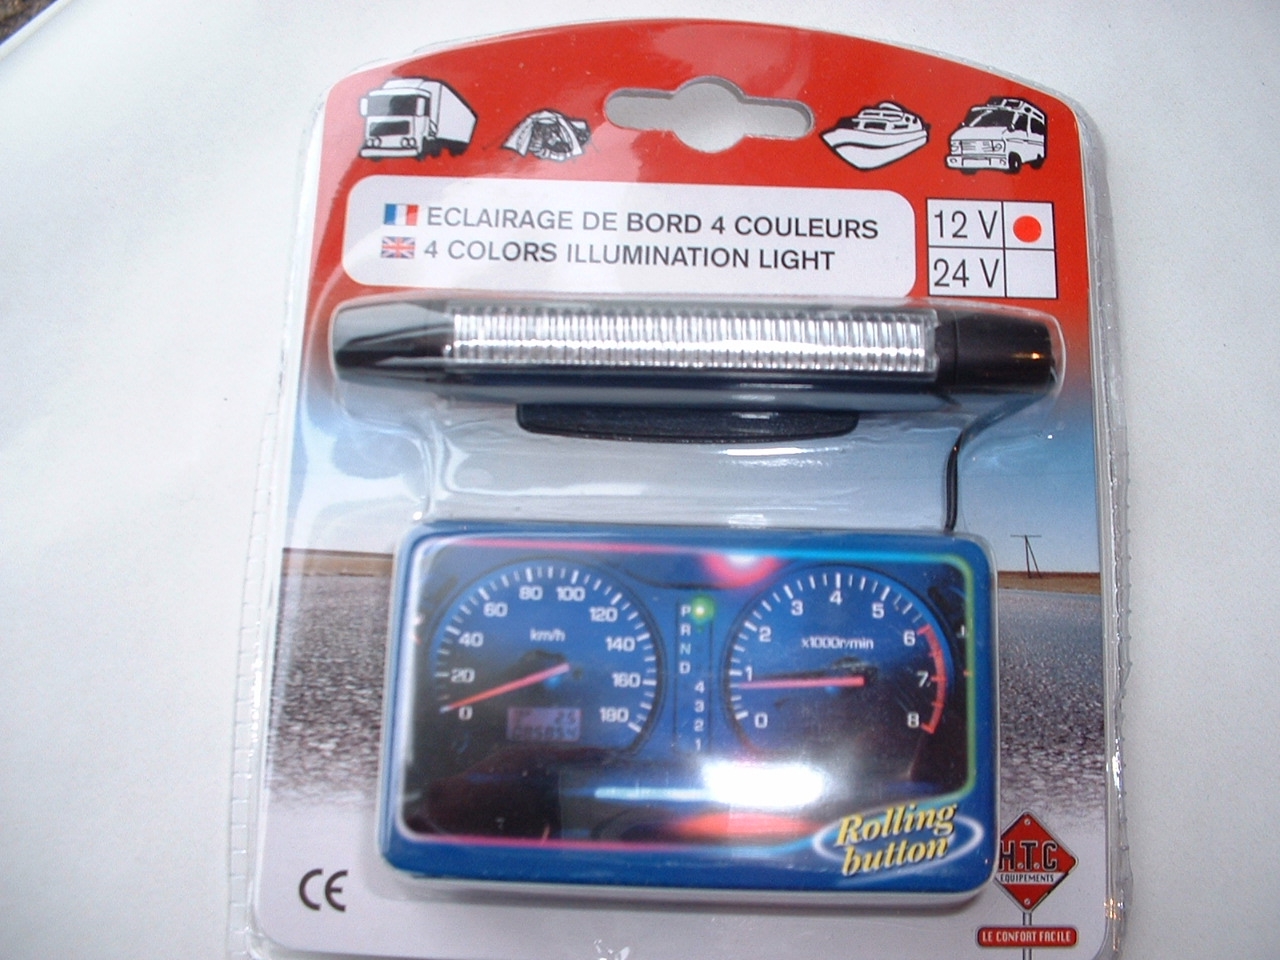 ECLAIRAGE DE BORD 4 COULEURS
4 COLORS ILLUMINATION LIGHT
12 V
24 V
0 20 40 60 80 100 120 140 160 180
km/h
P
R
N
D
4
3
2
1
0 1 2 3 4 5 6 7 8
x1000r/min
Rolling
button
CE
H.T.C
EQUIPEMENTS
LE CONFORT FACILE